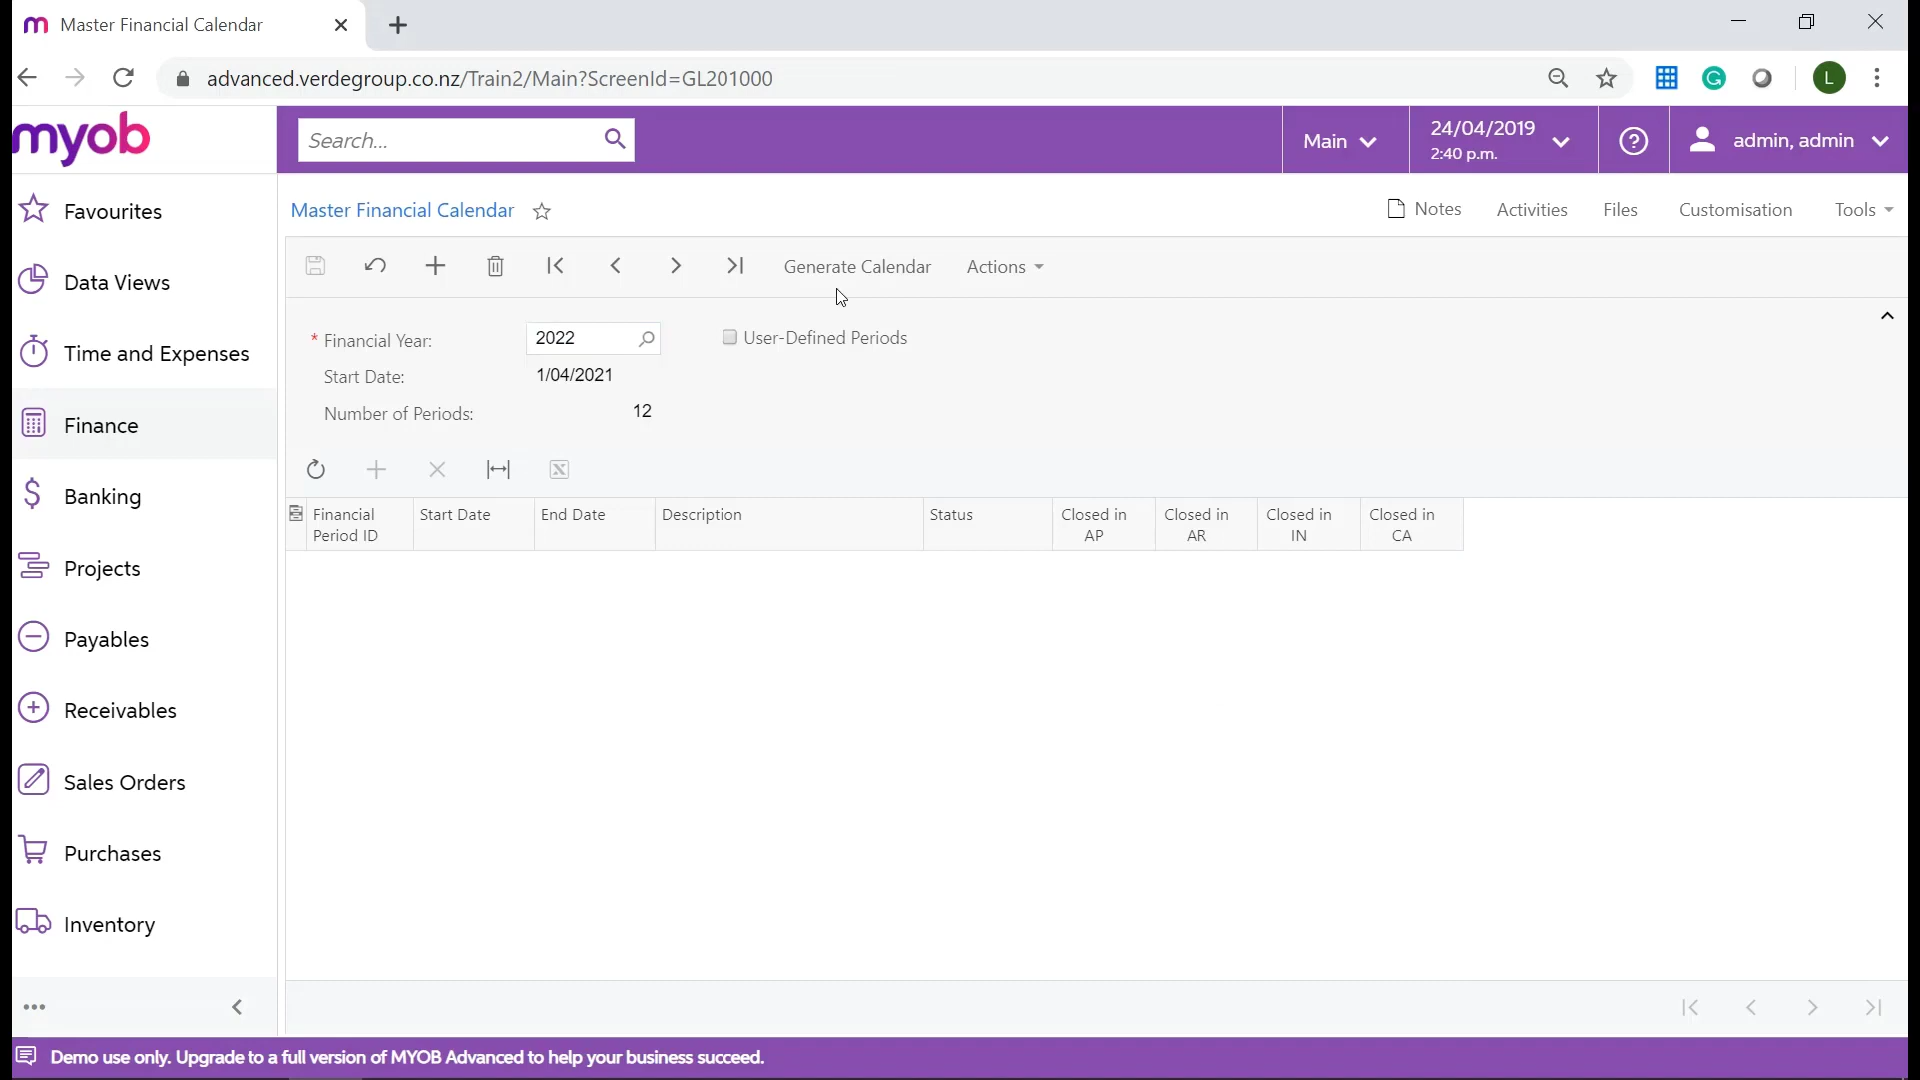 Master Financial Calendar
advanced.verdegroup.co.nz/Train2/Main?ScreenId=GL201000
L
myob
Search...
Main
24/04/2019
2:40 p.m.
admin, admin
Favourites
Data Views
Time and Expenses
Finance
Banking
Projects
Payables
Receivables
Sales Orders
Purchases
Inventory
Master Financial Calendar
Notes
Activities
Files
Customisation
Tools
Generate Calendar
Actions
* Financial Year: 2022
User-Defined Periods
Start Date: 1/04/2021
Number of Periods: 12
Financial Period ID
Start Date
End Date
Description
Status
Closed in AP
Closed in AR
Closed in IN
Closed in CA
Demo use only. Upgrade to a full version of MYOB Advanced to help your business succeed.